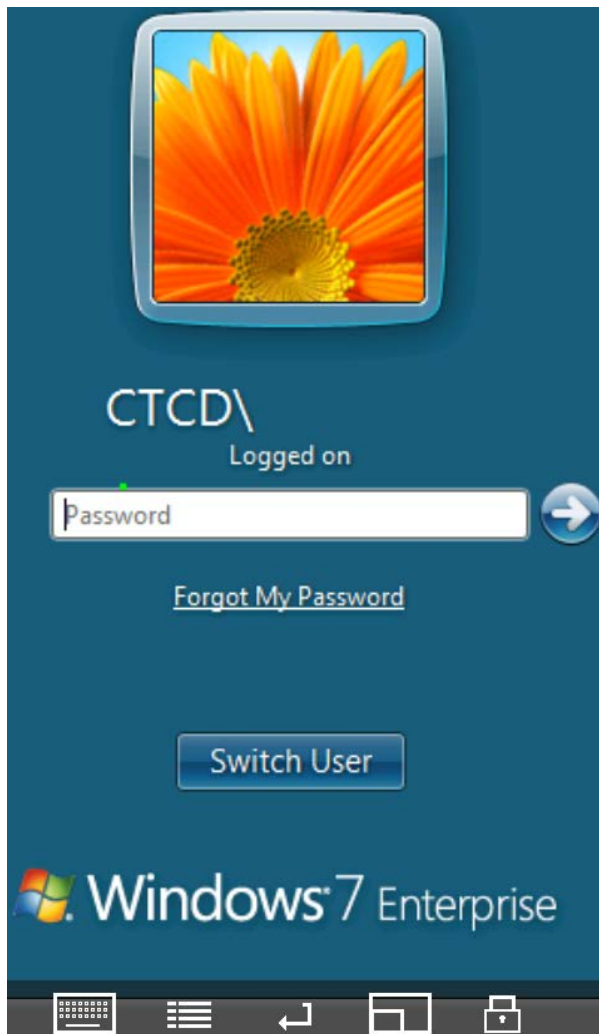 CTCD\
Logged on
Password
Forgot My Password
Switch User
Windows 7 Enterprise